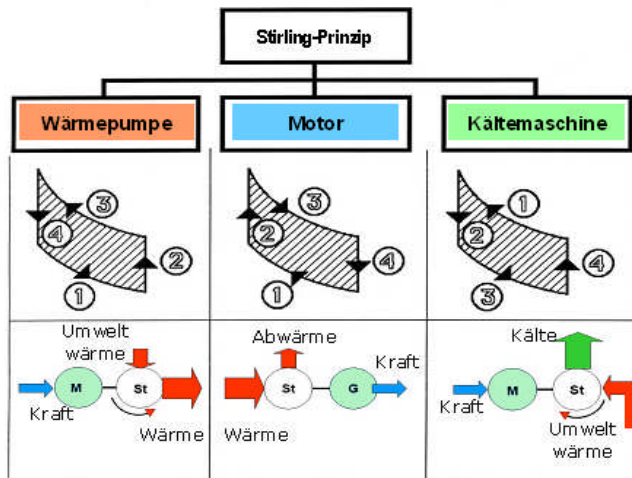 Stirling-Prinzip
Wärmepumpe
Motor
Kältemaschine
3
4
2
1
3
2
4
1
1
2
4
3
Umwelt
wärme
M
St
Kraft
Wärme
Abwärme
Kraft
St
G
Wärme
Kälte
M
St
Kraft
Umwelt
wärme